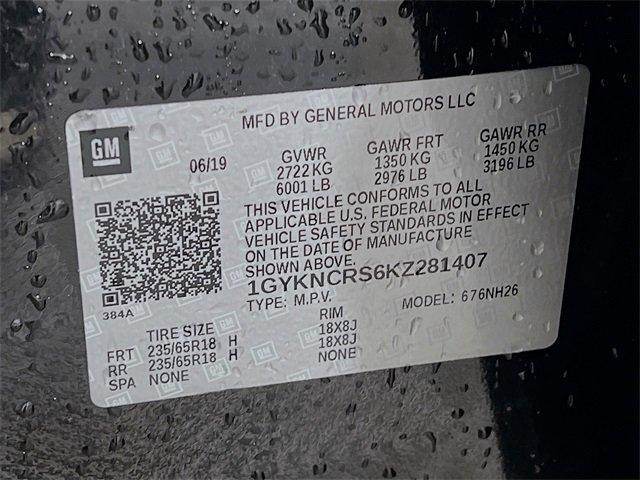 MFD BY GENERAL MOTORS LLC
GM
06/19
GVWR
2722 KG
6001 LB
GAWR FRT
1350 KG
2976 LB
GAWR RR
1450 KG
3196 LB
THIS VEHICLE CONFORMS TO ALL
APPLICABLE U.S. FEDERAL MOTOR
VEHICLE SAFETY STANDARDS IN EFFECT
ON THE DATE OF MANUFACTURE
SHOWN ABOVE.
1GYKNCRS6KZ281407
TYPE: M.P.V. MODEL: 676NH26
384A
TIRE SIZE RIM
FRT 235/65R18 H 18X8J
RR 235/65R18 H 18X8J
SPA NONE NONE